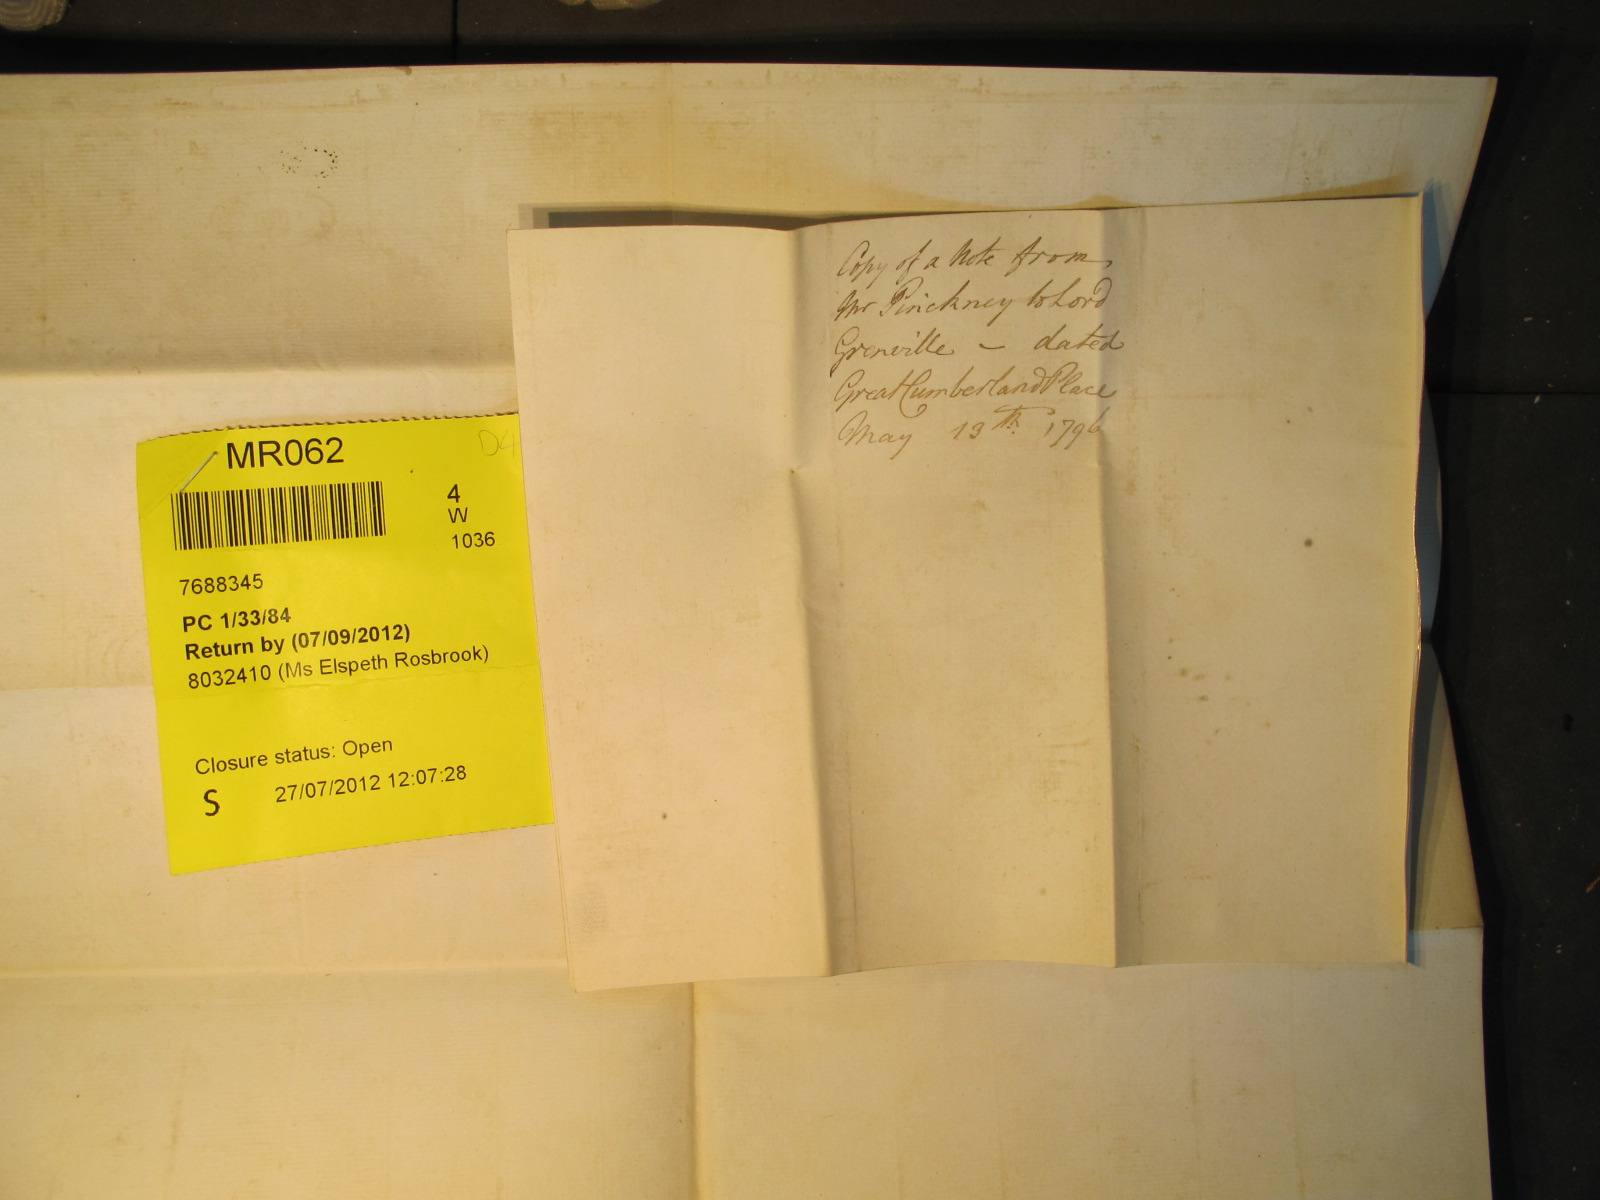 Copy of a Note from
Mr Pinckney to Lord
Grenville – dated
Great Cumberland Place
May 13th. 1796
MR062
D4
4
W
1036
7688345
PC 1/33/84
Return by (07/09/2012)
8032410 (Ms Elspeth Rosbrook)
Closure status: Open
S 27/07/2012 12:07:28